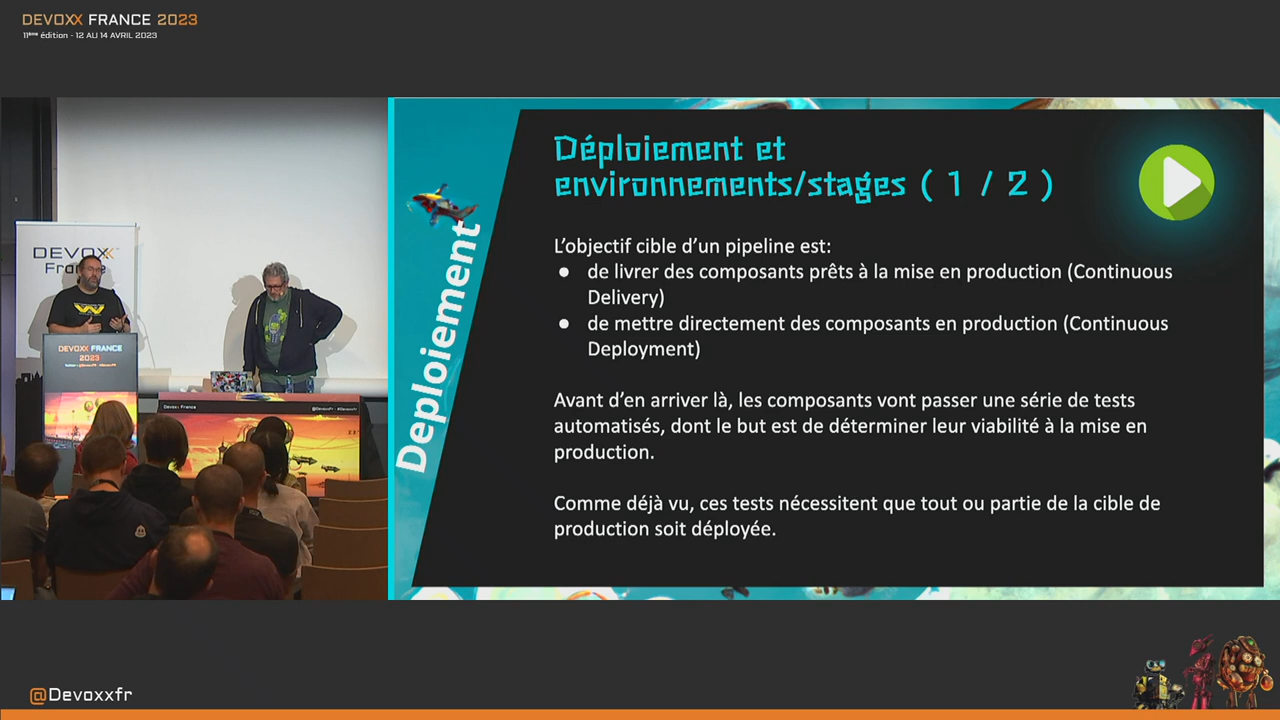 DEVOXX FRANCE 2023
11ème édition - 12 AU 14 AVRIL 2023
DEVOXX
France
DEVOXX FRANCE
2023
Devoxx France
Déploiement
Déploiement et
environnements/stages ( 1 / 2 )
L’objectif cible d’un pipeline est:
● de livrer des composants prêts à la mise en production (Continuous
Delivery)
● de mettre directement des composants en production (Continuous
Deployment)
Avant d’en arriver là, les composants vont passer une série de tests
automatisés, dont le but est de déterminer leur viabilité à la mise en
production.
Comme déjà vu, ces tests nécessitent que tout ou partie de la cible de
production soit déployée.
@Devoxxfr